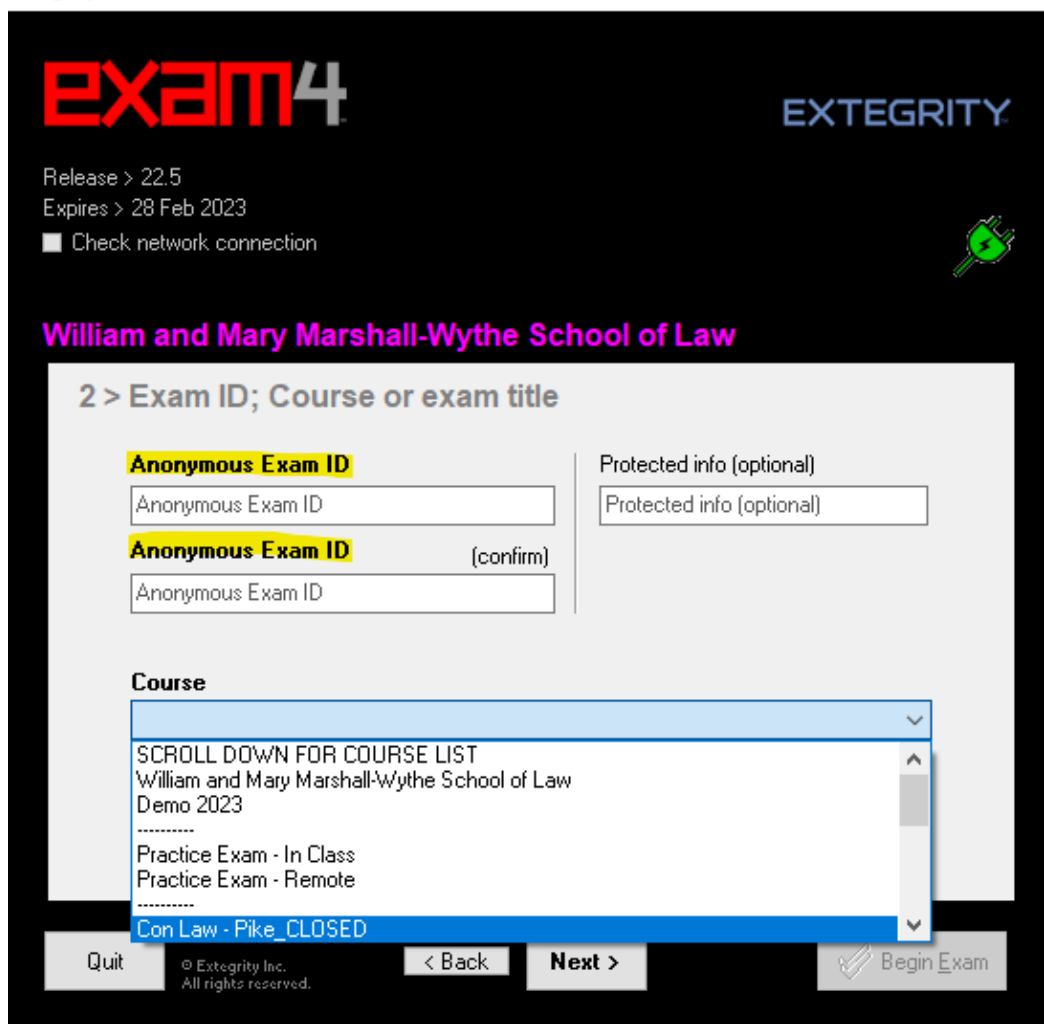 exam4
EXTEGRITY
Release > 22.5
Expires > 28 Feb 2023
Check network connection
William and Mary Marshall-Wythe School of Law
2 > Exam ID; Course or exam title
Anonymous Exam ID
Protected info (optional)
Anonymous Exam ID
Protected info (optional)
Anonymous Exam ID
(confirm)
Anonymous Exam ID
Course
SCROLL DOWN FOR COURSE LIST
William and Mary Marshall-Wythe School of Law
Demo 2023
----------
Practice Exam - In Class
Practice Exam - Remote
----------
Con Law - Pike_CLOSED
Quit
© Extegrity Inc.
All rights reserved.
< Back
Next >
Begin Exam